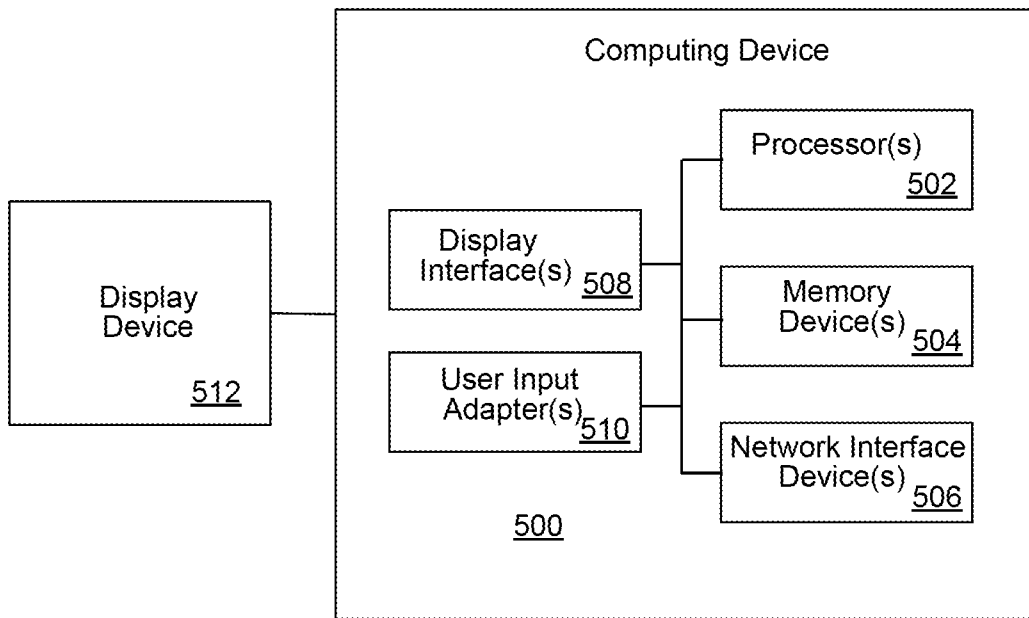 Computing Device
Processor(s)
502
Display
Interface(s) 508
Memory
Device(s) 504
Display
Device
512
User Input
Adapter(s) 510
Network Interface
Device(s) 506
500